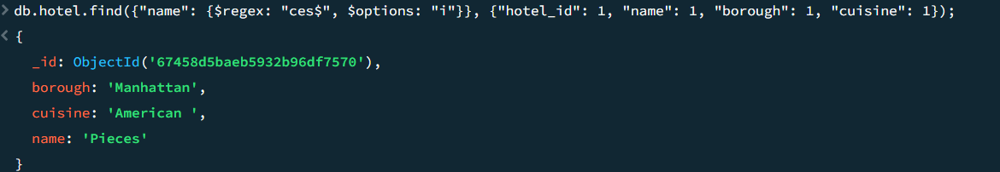 db.hotel.find({"name": {$regex: "ces$", $options: "i"}}, {"hotel_id": 1, "name": 1, "borough": 1, "cuisine": 1});
{
_id: ObjectId('67458d5baeb5932b96df7570'),
borough: 'Manhattan',
cuisine: 'American ',
name: 'Pieces'
}